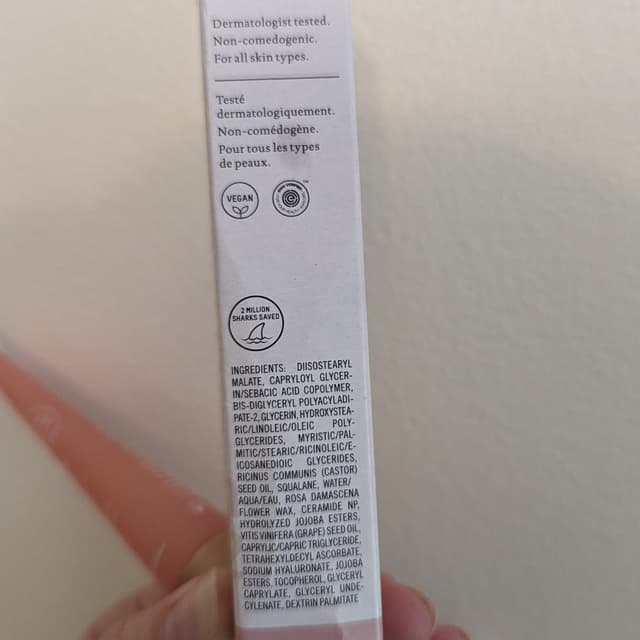 Dermatologist tested.
Non-comedogenic.
For all skin types.
Testé
dermatologiquement.
Non-comédogène.
Pour tous les types
de peaux.
VEGAN
2 MILLION
SHARKS SAVED
INGREDIENTS: DIISOSTEARYL
MALATE, CAPRYLOYL GLYCER-
IN/SEBACIC ACID COPOLYMER,
BIS-DIGLYCERYL POLYACYLADI-
PATE-2, GLYCERIN, HYDROXYSTEA-
RIC/LINOLEIC/OLEIC POLY-
GLYCERIDES, MYRISTIC/PAL-
MITIC/STEARIC/RICINOLEIC/E-
ICOSANEDIOIC GLYCERIDES,
RICINUS COMMUNIS (CASTOR)
SEED OIL, SQUALANE, WATER/
AQUA/EAU, ROSA DAMASCENA
FLOWER WAX, CERAMIDE NP,
HYDROLYZED JOJOBA ESTERS,
VITIS VINIFERA (GRAPE) SEED OIL,
CAPRYLIC/CAPRIC TRIGLYCERIDE,
TETRAHEXYLDECYL ASCORBATE,
SODIUM HYALURONATE, JOJOBA
ESTERS, TOCOPHEROL, GLYCERYL
CAPRYLATE, GLYCERYL UNDE-
CYLENATE, DEXTRIN PALMITATE